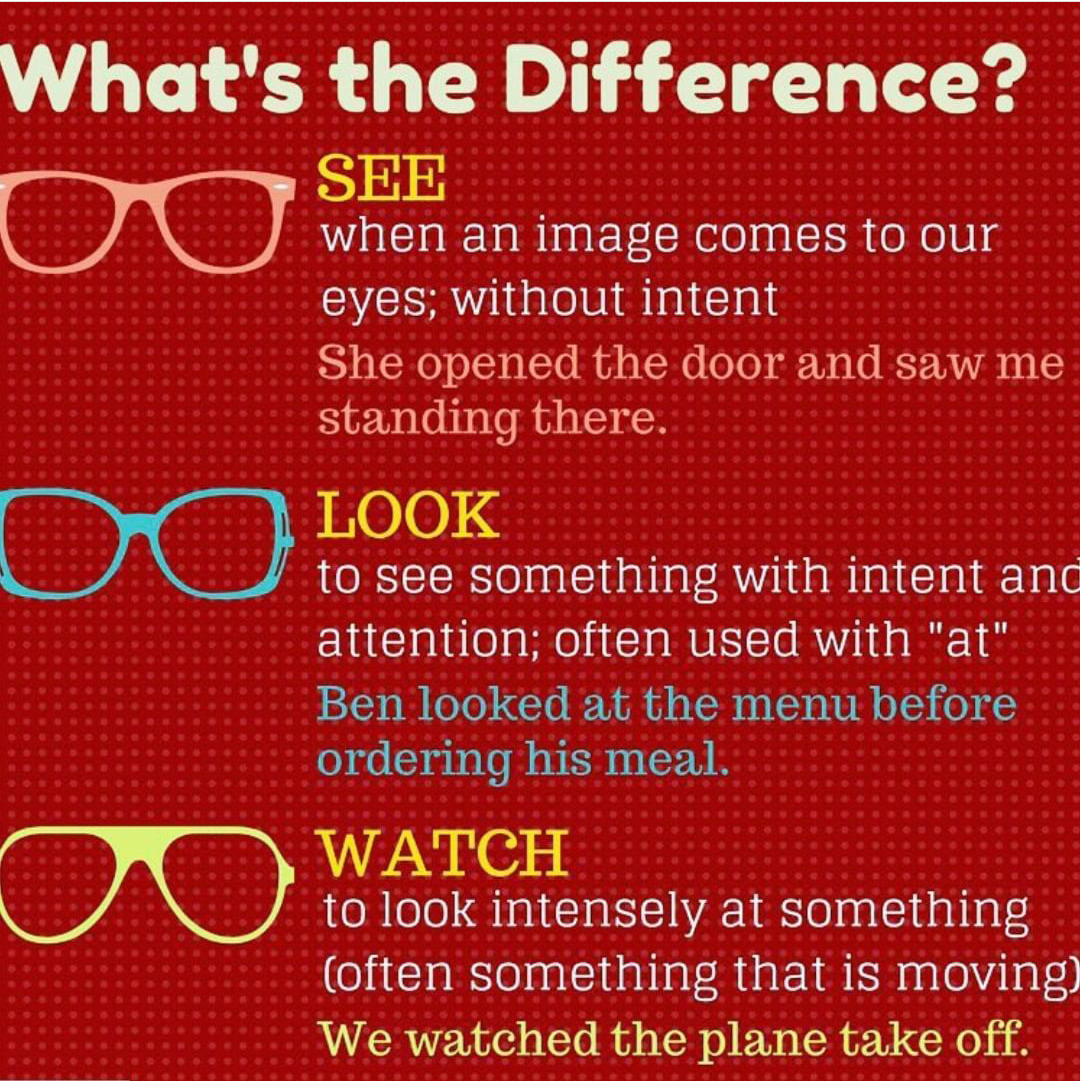 What's the Difference?
SEE
when an image comes to our
eyes; without intent
She opened the door and saw me
standing there.
LOOK
to see something with intent and
attention; often used with "at"
Ben looked at the menu before
ordering his meal.
WATCH
to look intensely at something
(often something that is moving)
We watched the plane take off.